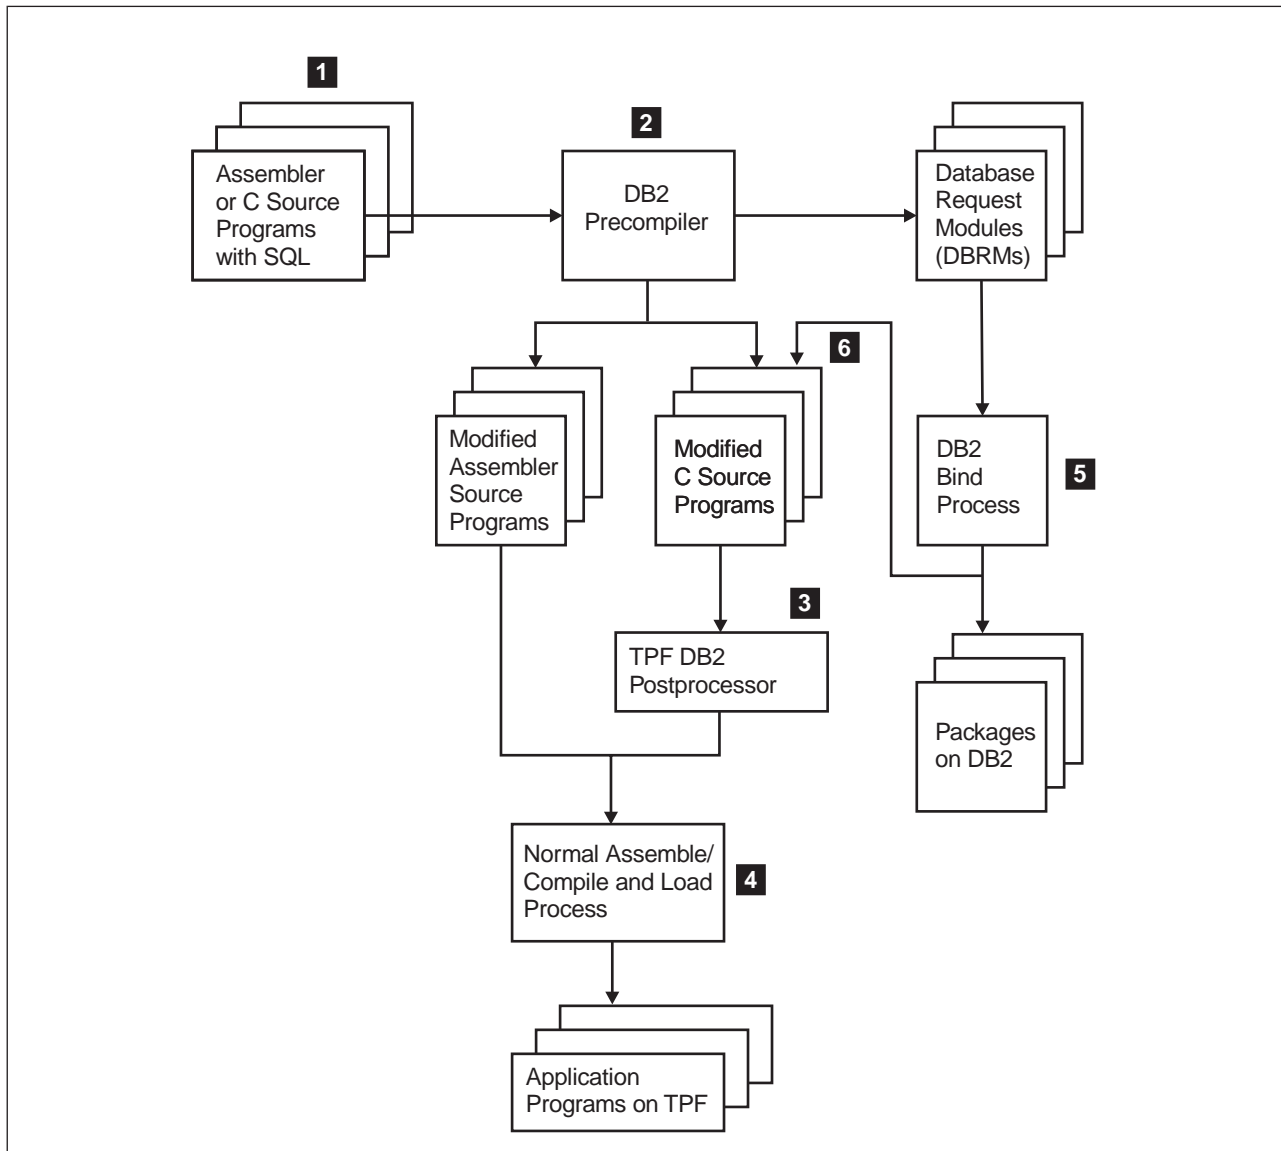 1
2
Assembler
or C Source
Programs
with SQL
DB2
Precompiler
Database
Request
Modules
(DBRMs)
6
Modified
Assembler
Source
Programs
Modified
C Source
Programs
DB2
Bind
Process
5
3
TPF DB2
Postprocessor
Packages
on DB2
Normal Assemble/
Compile and Load
Process
4
Application
Programs on TPF